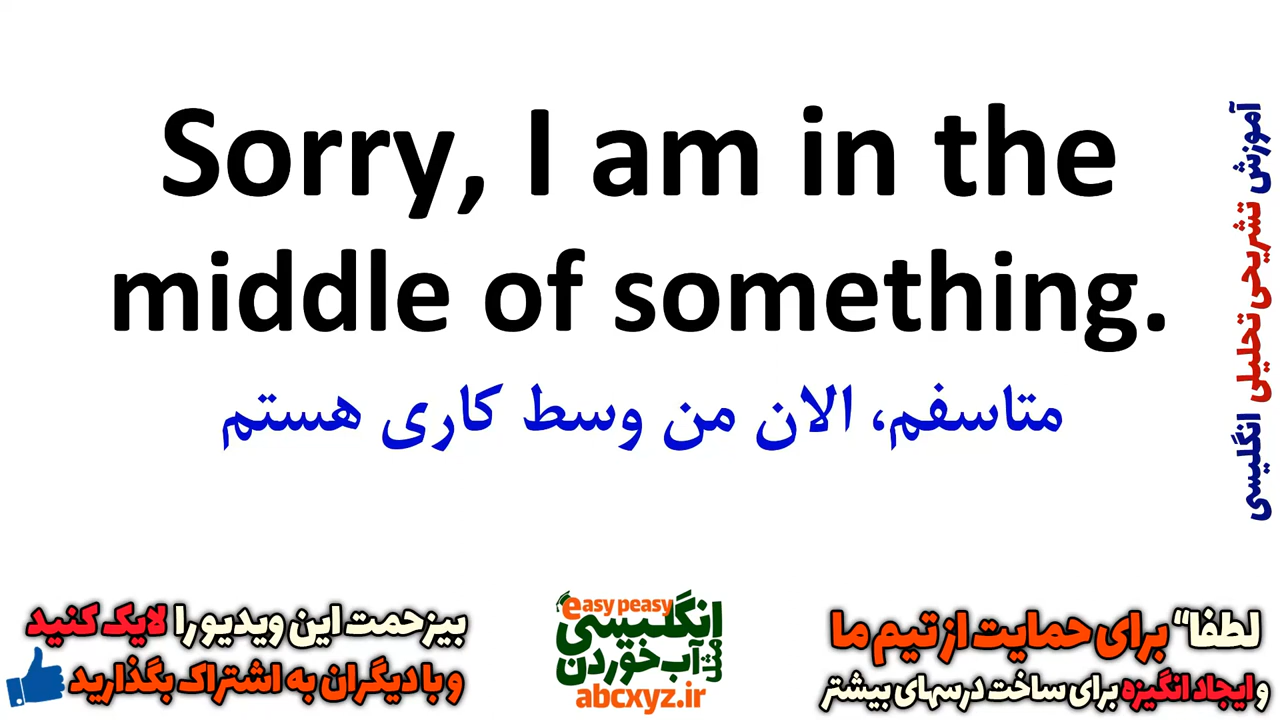 Sorry, I am in the
middle of something.
متاسفم، الان من وسط کاری هستم
آموزش تشریحی تحلیلی انگلیسی
لطفا" برای حمایت از تیم ما
و ایجاد انگیزه برای ساخت درسهای بیشتر
easy peasy
انگلیسی
مثل آب خوردن
abcxyz.ir
بیزحمت این ویدیو را لایک کنید
و با دیگران به اشتراک بگذارید